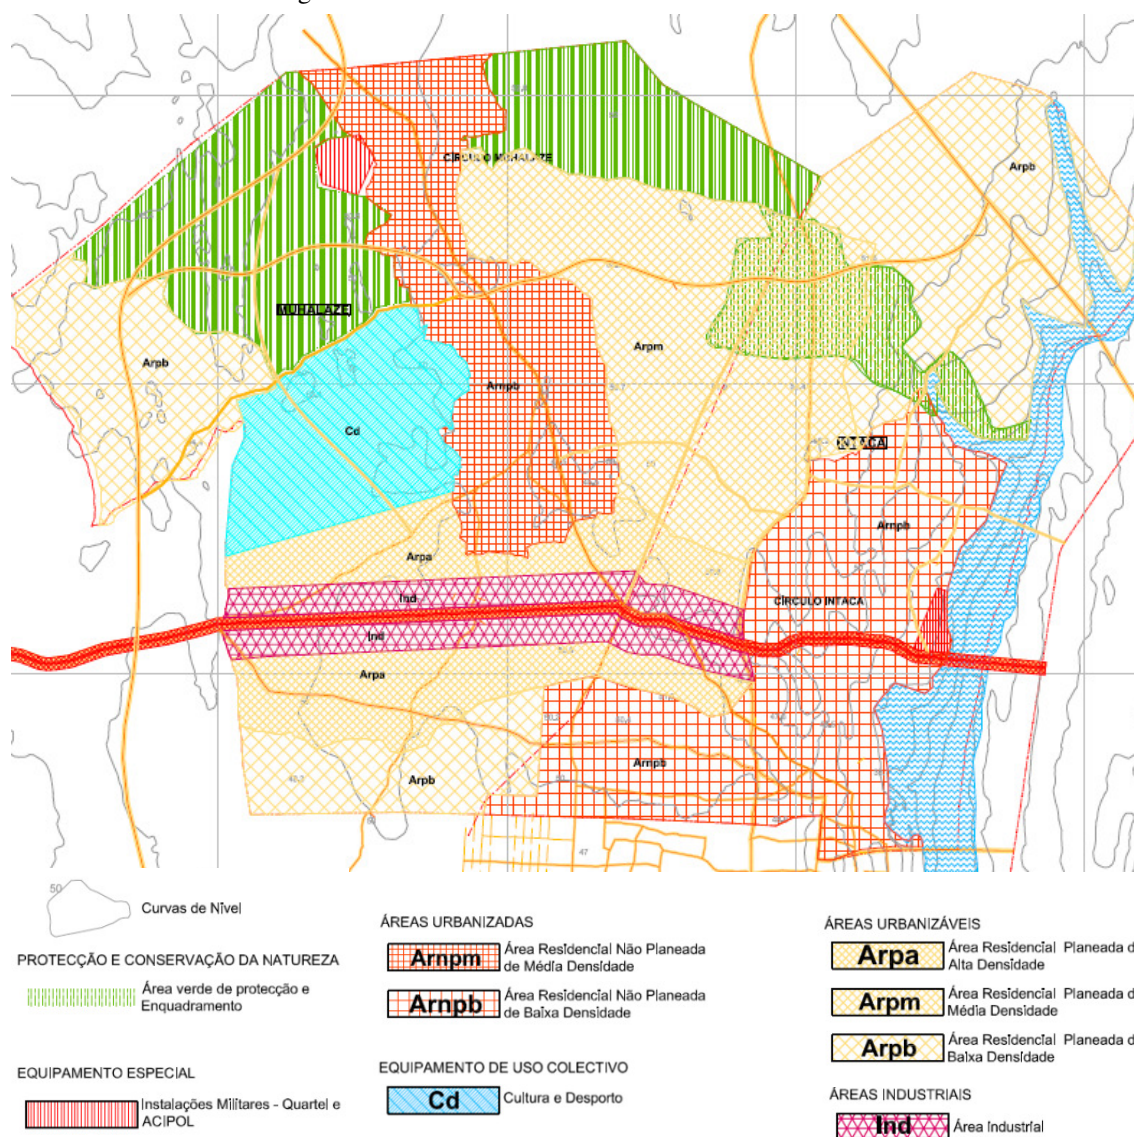 CÍRCULO MUHALAZE
Arpb
MUHALAZE
Arpm
Arpb
Arnpb
Cd
INTACA
Arnpb
Arpa
Ind
CÍRCULO INTACA
Ind
Arpa
Arnpb
Arpb
47
50
Curvas de Nível
PROTECÇÃO E CONSERVAÇÃO DA NATUREZA
Área verde de protecção e
Enquadramento
EQUIPAMENTO ESPECIAL
Instalações Militares - Quartel e
ACIPOL
ÁREAS URBANIZADAS
Arnpm
Área Residencial Não Planeada
de Média Densidade
Arnpb
Área Residencial Não Planeada
de Baixa Densidade
EQUIPAMENTO DE USO COLECTIVO
Cd
Cultura e Desporto
ÁREAS URBANIZÁVEIS
Arpa
Área Residencial Planeada d
Alta Densidade
Arpm
Área Residencial Planeada d
Média Densidade
Arpb
Área Residencial Planeada d
Baixa Densidade
ÁREAS INDUSTRIAIS
Ind
Área Industrial